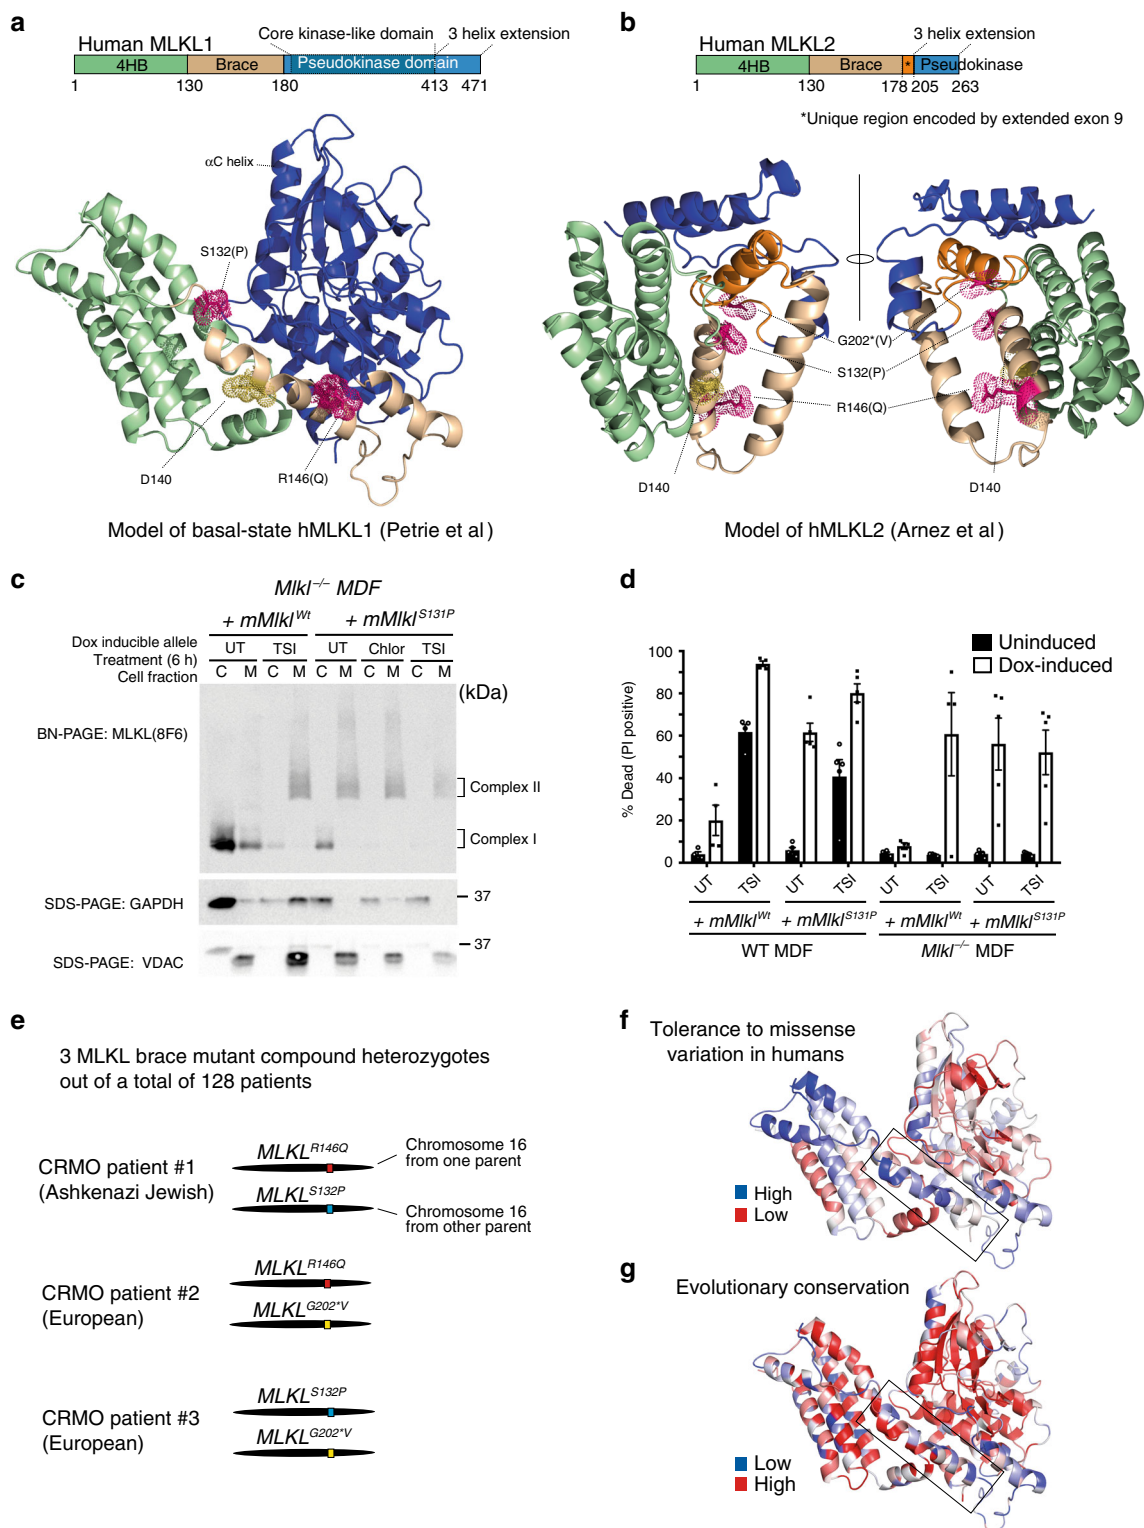 a
Human MLKL1
Core kinase-like domain
3 helix extension
4HB
Brace
Pseudokinase domain
1
130
180
413
471
αC helix
S132(P)
D140
R146(Q)
Model of basal-state hMLKL1 (Petrie et al)
b
Human MLKL2
3 helix extension
4HB
Brace
*
Pseudokinase
1
130
178
205
263
*Unique region encoded by extended exon 9
G202*(V)
S132(P)
R146(Q)
D140
D140
Model of hMLKL2 (Arnez et al)
c
Mlkl–/– MDF
+ mMlklWt
+ mMlklS131P
Dox inducible allele
Treatment (6 h)
UT TSI UT Chlor TSI
Cell fraction
C M C M C M C M C M
(kDa)
BN-PAGE: MLKL(8F6)
Complex II
Complex I
SDS-PAGE: GAPDH
37
SDS-PAGE: VDAC
37
d
Uninduced
Dox-induced
% Dead (PI positive)
100
80
60
40
20
0
UT TSI UT TSI UT TSI UT TSI
+ mMlklWt
+ mMlklS131P
+ mMlklWt
+ mMlklS131P
WT MDF
Mlkl–/– MDF
e
3 MLKL brace mutant compound heterozygotes
out of a total of 128 patients
CRMO patient #1
(Ashkenazi Jewish)
MLKLR146Q
Chromosome 16
from one parent
MLKLS132P
Chromosome 16
from other parent
CRMO patient #2
(European)
MLKLR146Q
MLKLG202*V
CRMO patient #3
(European)
MLKLS132P
MLKLG202*V
f
Tolerance to missense
variation in humans
High
Low
g
Evolutionary conservation
Low
High